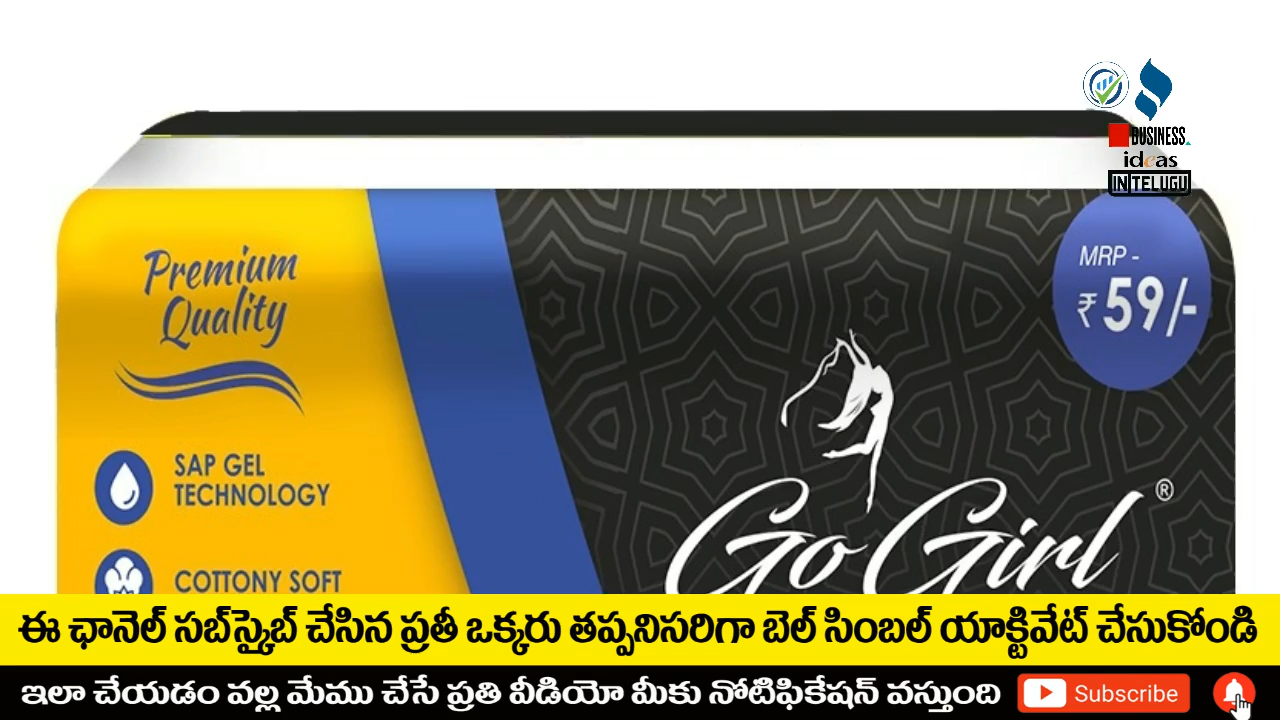 BUSINESS
ideas
IN TELUGU
Premium
Quality
MRP -
₹ 59/-
SAP GEL
TECHNOLOGY
Go Girl ®
COTTONY SOFT
ఈ ఛానెల్ సబ్‌స్క్రైబ్ చేసిన ప్రతీ ఒక్కరు తప్పనిసరిగా బెల్ సింబల్ యాక్టివేట్ చేసుకోండి
ఇలా చేయడం వల్ల మేము చేసే ప్రతి వీడియో మీకు నోటిఫికేషన్ వస్తుంది
Subscribe